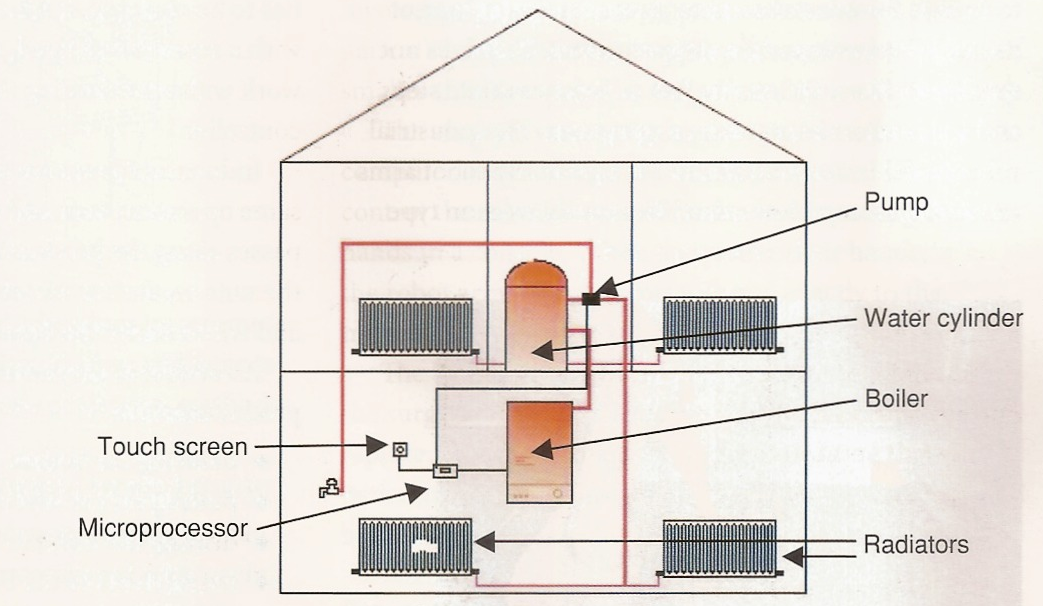 Pump
Water cylinder
Boiler
Touch screen
Microprocessor
Radiators